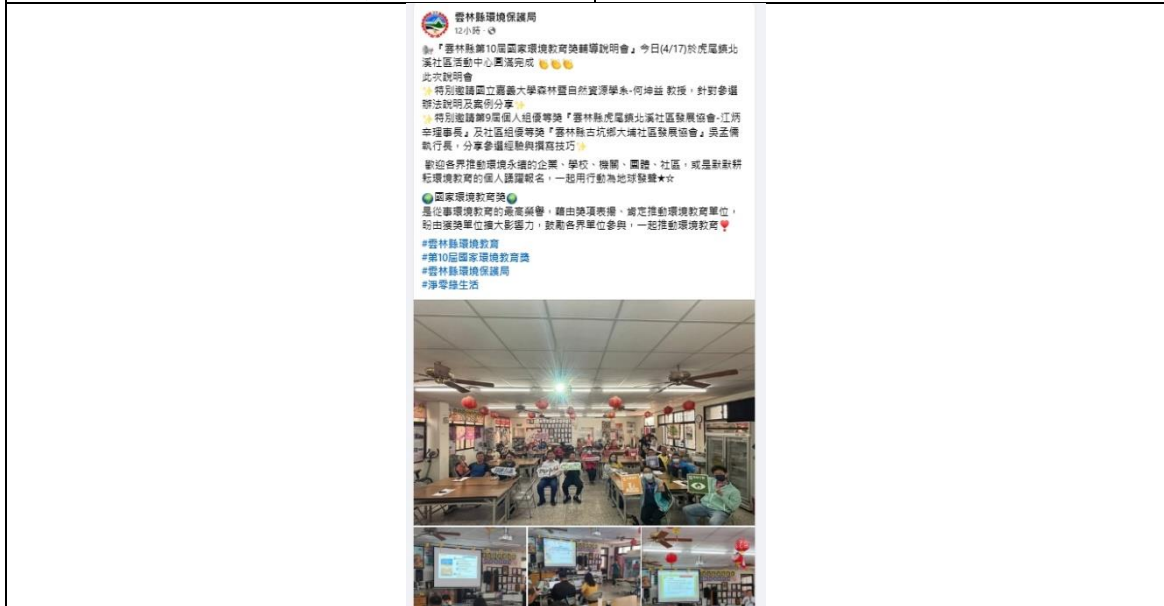 雲林縣環境保護局
12小時 ·
『雲林縣第10屆國家環境教育獎輔導說明會』今日(4/17)於虎尾鎮北
溪社區活動中心圓滿完成
此次說明會
特別邀請國立嘉義大學森林暨自然資源學系-何坤益 教授，針對參選
辦法說明及案例分享
特別邀請第9屆個人組優等獎『雲林縣虎尾鎮北溪社區發展協會-江炳
辛理事長』及社區組優等獎『雲林縣古坑鄉大埔社區發展協會』吳孟儒
執行長，分享參選經驗與撰寫技巧
歡迎各界推動環境永續的企業、學校、機關、團體、社區，或是默默耕
耘環境教育的個人踴躍報名，一起用行動為地球發聲★☆
國家環境教育獎
是從事環境教育的最高榮譽，藉由獎項表揚、肯定推動環境教育單位，
盼由獲獎單位擴大影響力，鼓勵各界單位參與，一起推動環境教育
#雲林縣環境教育
#第10屆國家環境教育獎
#雲林縣環境保護局
#淨零綠生活